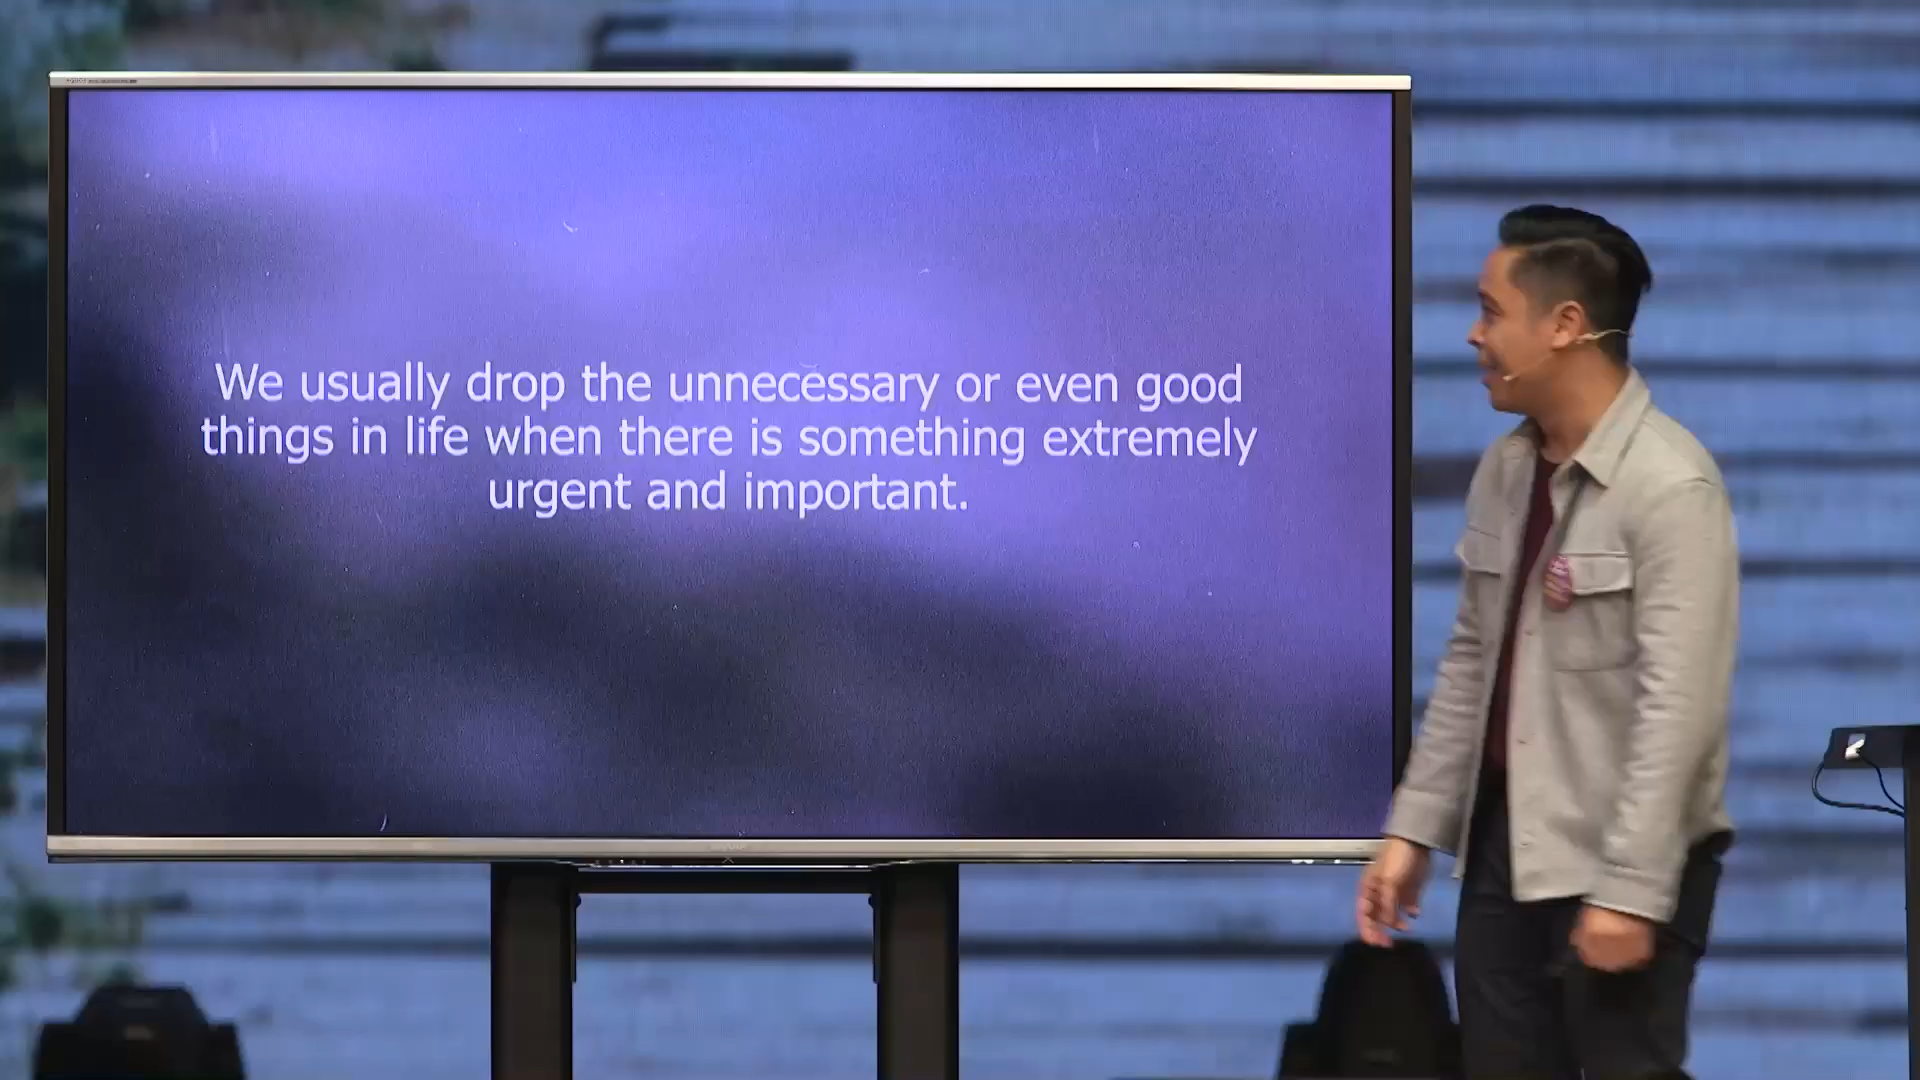 We usually drop the unnecessary or even good
things in life when there is something extremely
urgent and important.